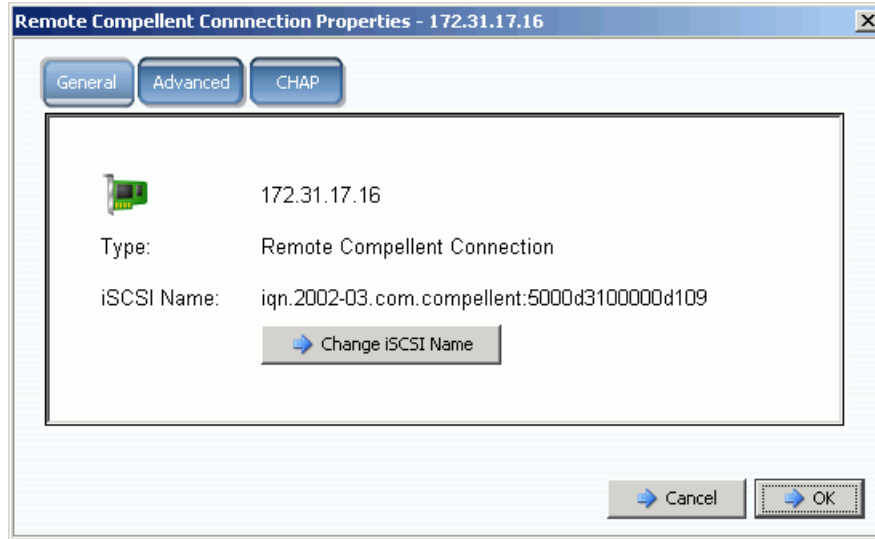 Remote Compellent Connnection Properties - 172.31.17.16
General
Advanced
CHAP
172.31.17.16
Type: Remote Compellent Connection
iSCSI Name: iqn.2002-03.com.compellent:5000d3100000d109
Change iSCSI Name
Cancel
OK